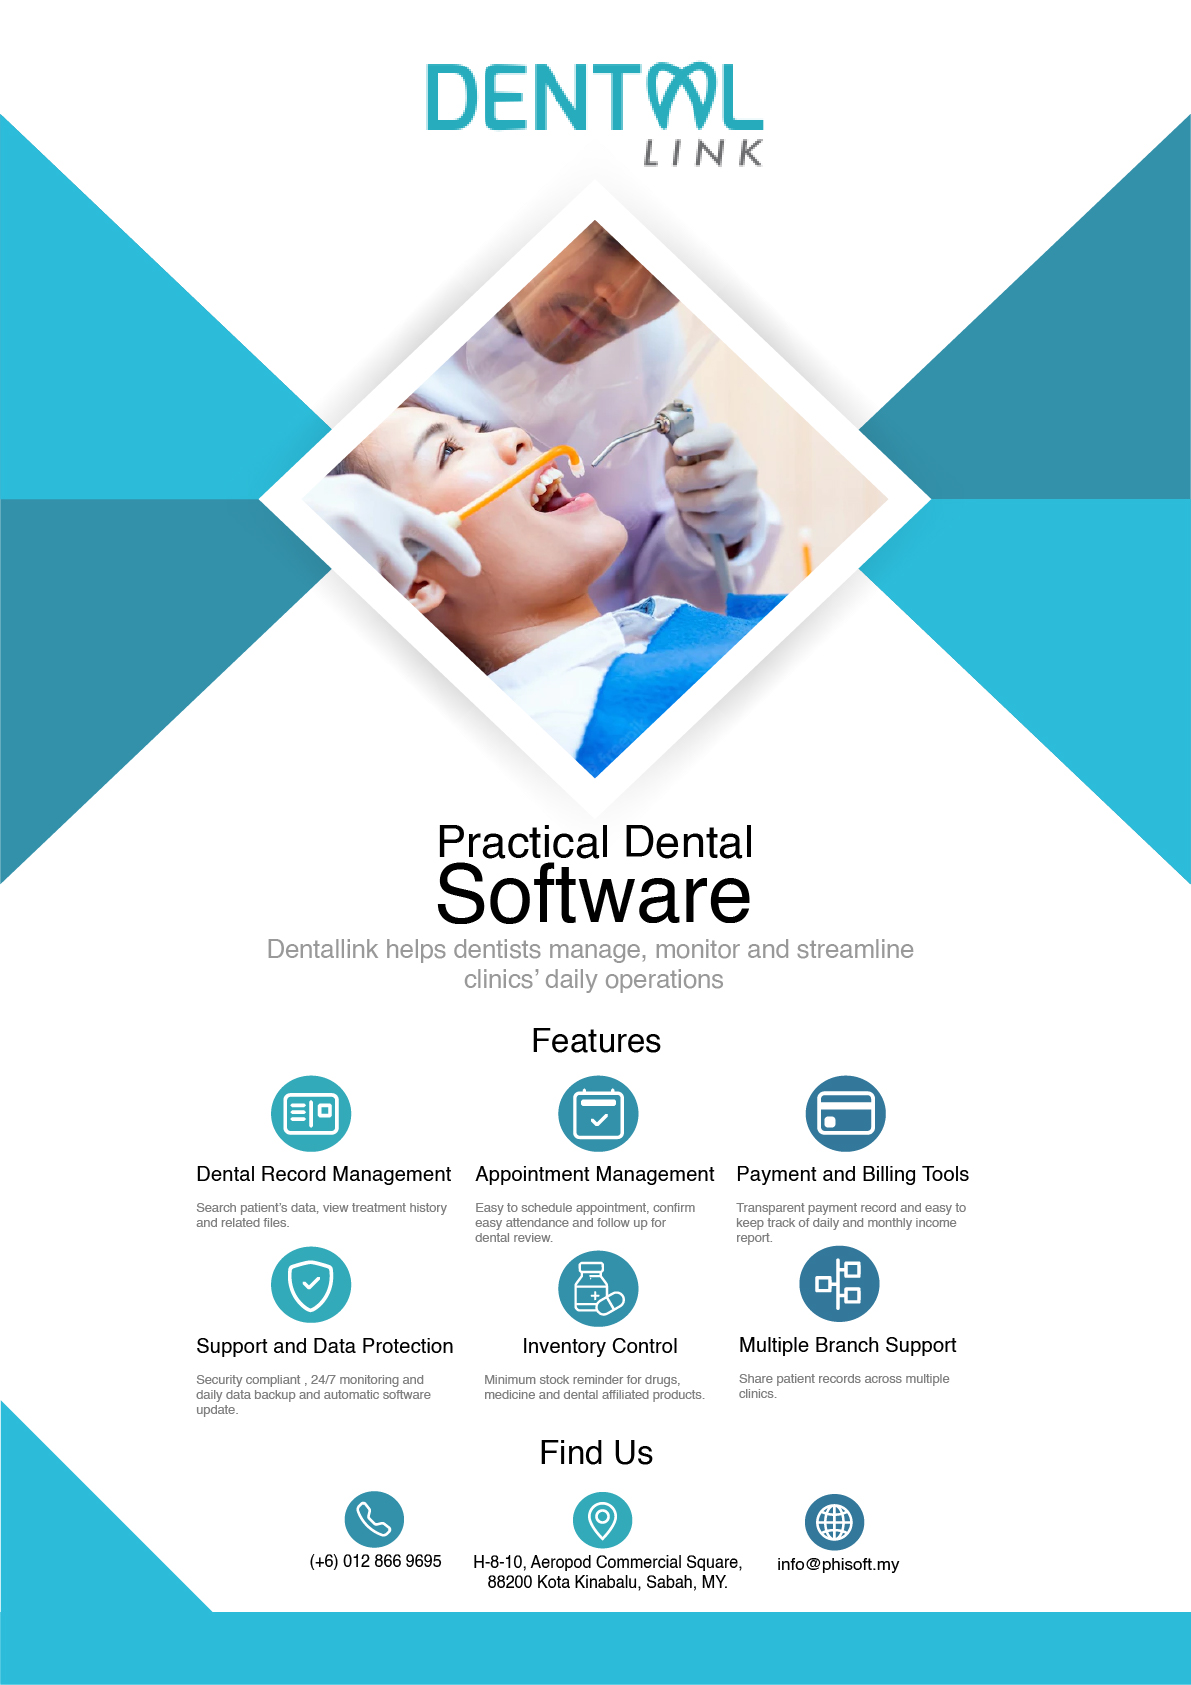 DENTAL
LINK
Practical Dental
Software
Dentallink helps dentists manage, monitor and streamline
clinics’ daily operations
Features
Dental Record Management
Search patient’s data, view treatment history
and related files.
Appointment Management
Easy to schedule appointment, confirm
easy attendance and follow up for
dental review.
Payment and Billing Tools
Transparent payment record and easy to
keep track of daily and monthly income
report.
Support and Data Protection
Security compliant , 24/7 monitoring and
daily data backup and automatic software
update.
Inventory Control
Minimum stock reminder for drugs,
medicine and dental affiliated products.
Multiple Branch Support
Share patient records across multiple
clinics.
Find Us
(+6) 012 866 9695
H-8-10, Aeropod Commercial Square,
88200 Kota Kinabalu, Sabah, MY.
info@phisoft.my